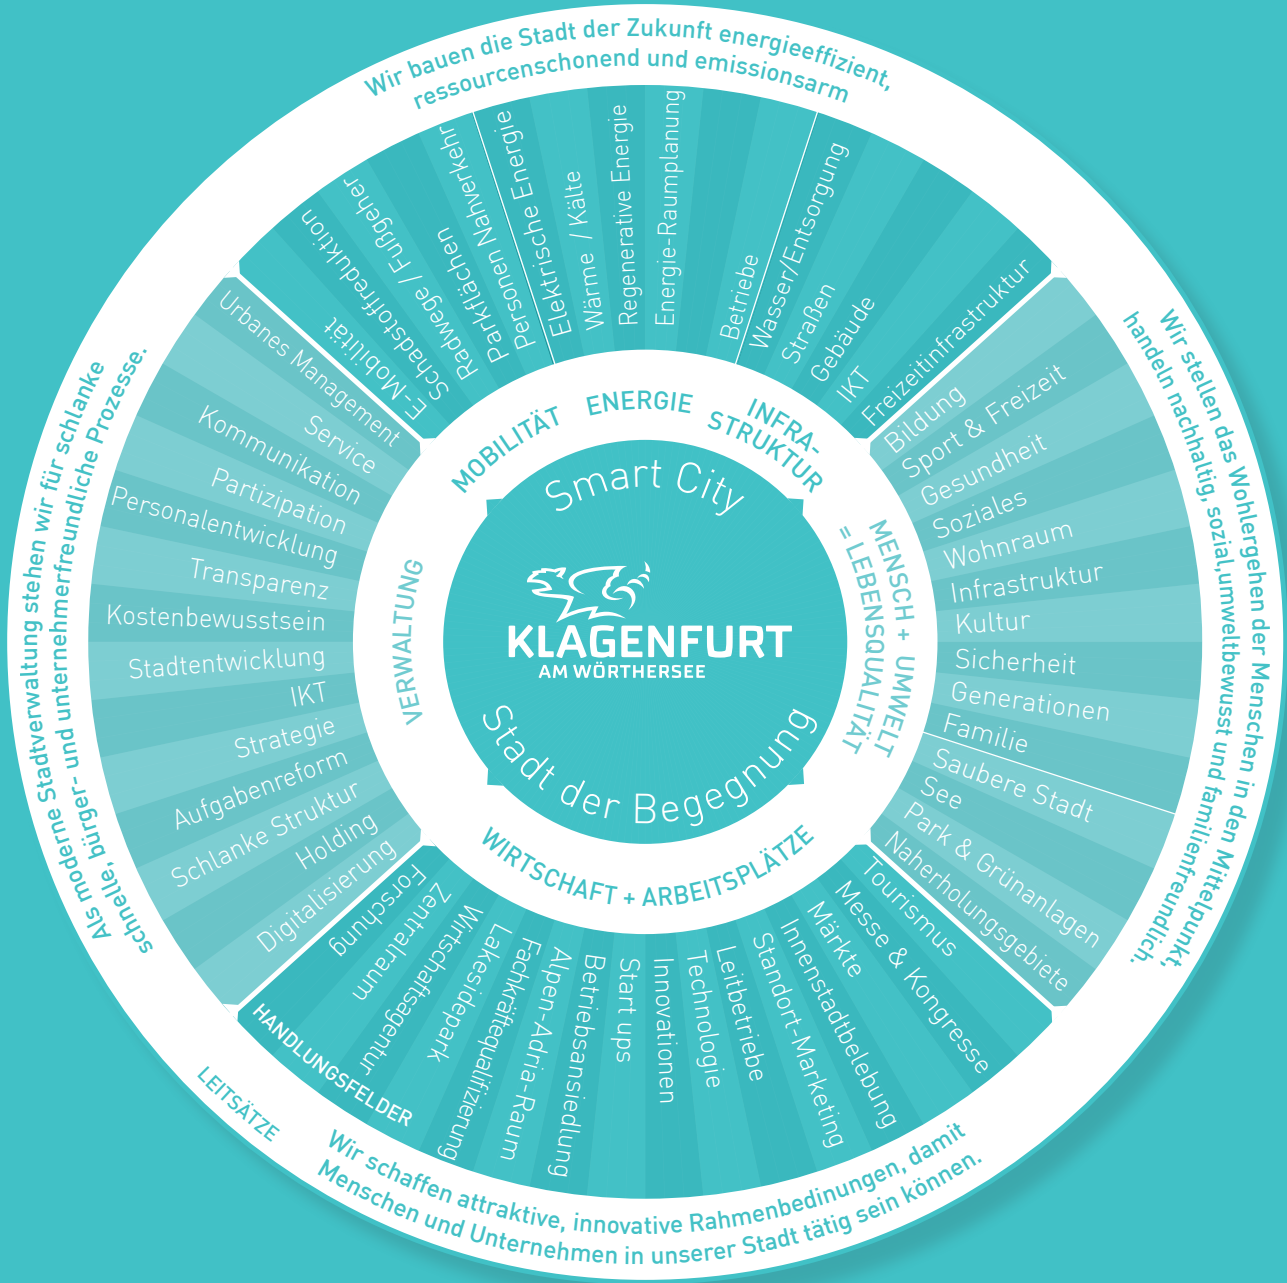 Wir bauen die Stadt der Zukunft energieeffizient,
ressourcenschonend und emissionsarm
Wir stellen das Wohlergehen der Menschen in den Mittelpunkt,
handeln nachhaltig, sozial,umweltbewusst und familienfreundlich.
Wir schaffen attraktive, innovative Rahmenbedinungen, damit
Menschen und Unternehmen in unserer Stadt tätig sein können.
Als moderne Stadtverwaltung stehen wir für schlanke
schnelle, bürger- und unternehmerfreundliche Prozesse.
LEITSÄTZE
HANDLUNGSFELDER
E-Mobilität
Schadstoffreduktion
Radwege / Fußgeher
Parkflächen
Personen Nahverkehr
Elektrische Energie
Wärme / Kälte
Regenerative Energie
Energie-Raumplanung
Betriebe
Wasser/Entsorgung
Straßen
Gebäude
IKT
Freizeitinfrastruktur
Bildung
Sport & Freizeit
Gesundheit
Soziales
Wohnraum
Infrastruktur
Kultur
Sicherheit
Generationen
Familie
Saubere Stadt
See
Park & Grünanlagen
Naherholungsgebiete
Tourismus
Messe & Kongresse
Märkte
Innenstadtbelebung
Standort-Marketing
Leitbetriebe
Technologie
Innovationen
Start ups
Betriebsansiedlung
Alpen-Adria-Raum
Fachkräftequalifizierung
Lakesidepark
Wirtschaftsagentur
Zentralraum
Forschung
Digitalisierung
Holding
Schlanke Struktur
Aufgabenreform
Strategie
IKT
Stadtentwicklung
Kostenbewusstsein
Transparenz
Personalentwicklung
Partizipation
Kommunikation
Service
Urbanes Management
MOBILITÄT
ENERGIE
INFRA-
STRUKTUR
MENSCH + UMWELT
= LEBENSQUALITÄT
WIRTSCHAFT + ARBEITSPLÄTZE
VERWALTUNG
Smart City
KLAGENFURT
AM WÖRTHERSEE
Stadt der Begegnung